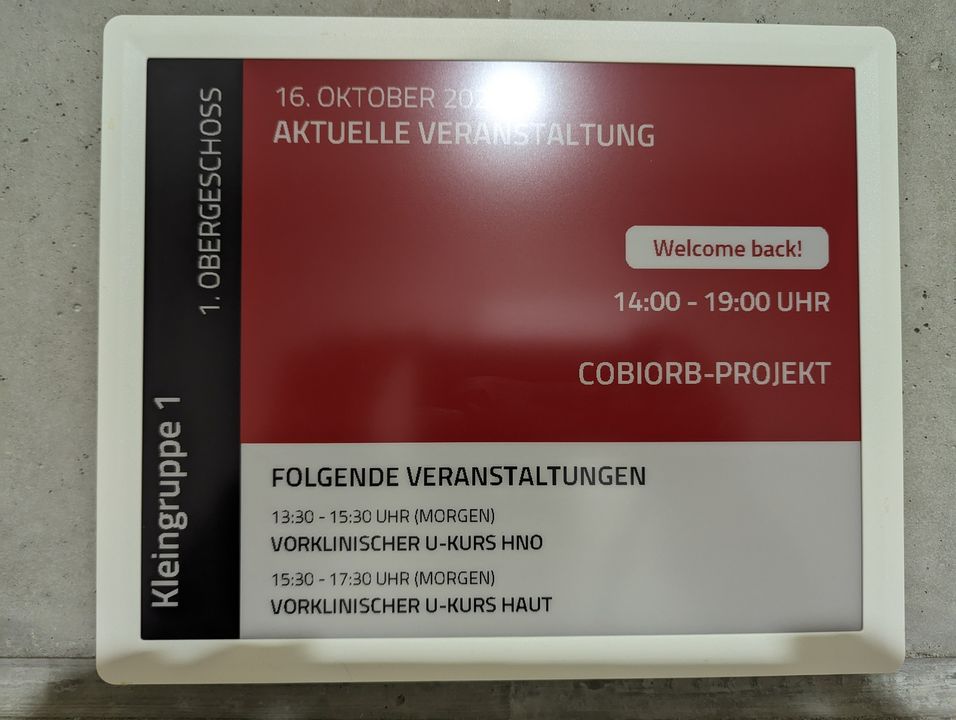 1. OBERGESCHOSS
Kleingruppe 1
16. OKTOBER
AKTUELLE VERANSTALTUNG
Welcome back!
14:00 - 19:00 UHR
COBIORB-PROJEKT
FOLGENDE VERANSTALTUNGEN
13:30 - 15:30 UHR (MORGEN)
VORKLINISCHER U-KURS HNO
15:30 - 17:30 UHR (MORGEN)
VORKLINISCHER U-KURS HAUT